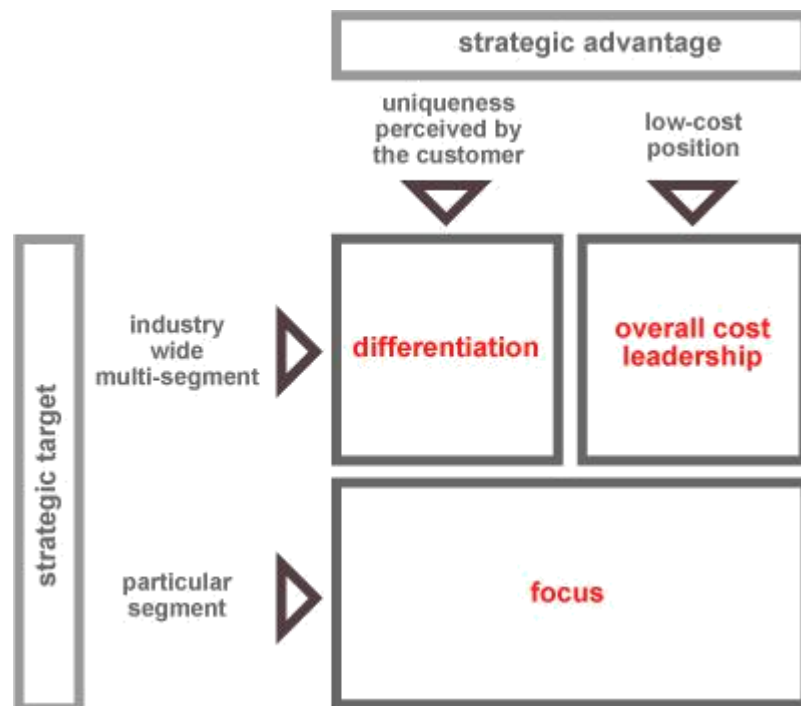 strategic advantage
uniqueness
perceived by
the customer
low-cost
position
strategic target
industry
wide
multi-segment
differentiation
overall cost
leadership
particular
segment
focus